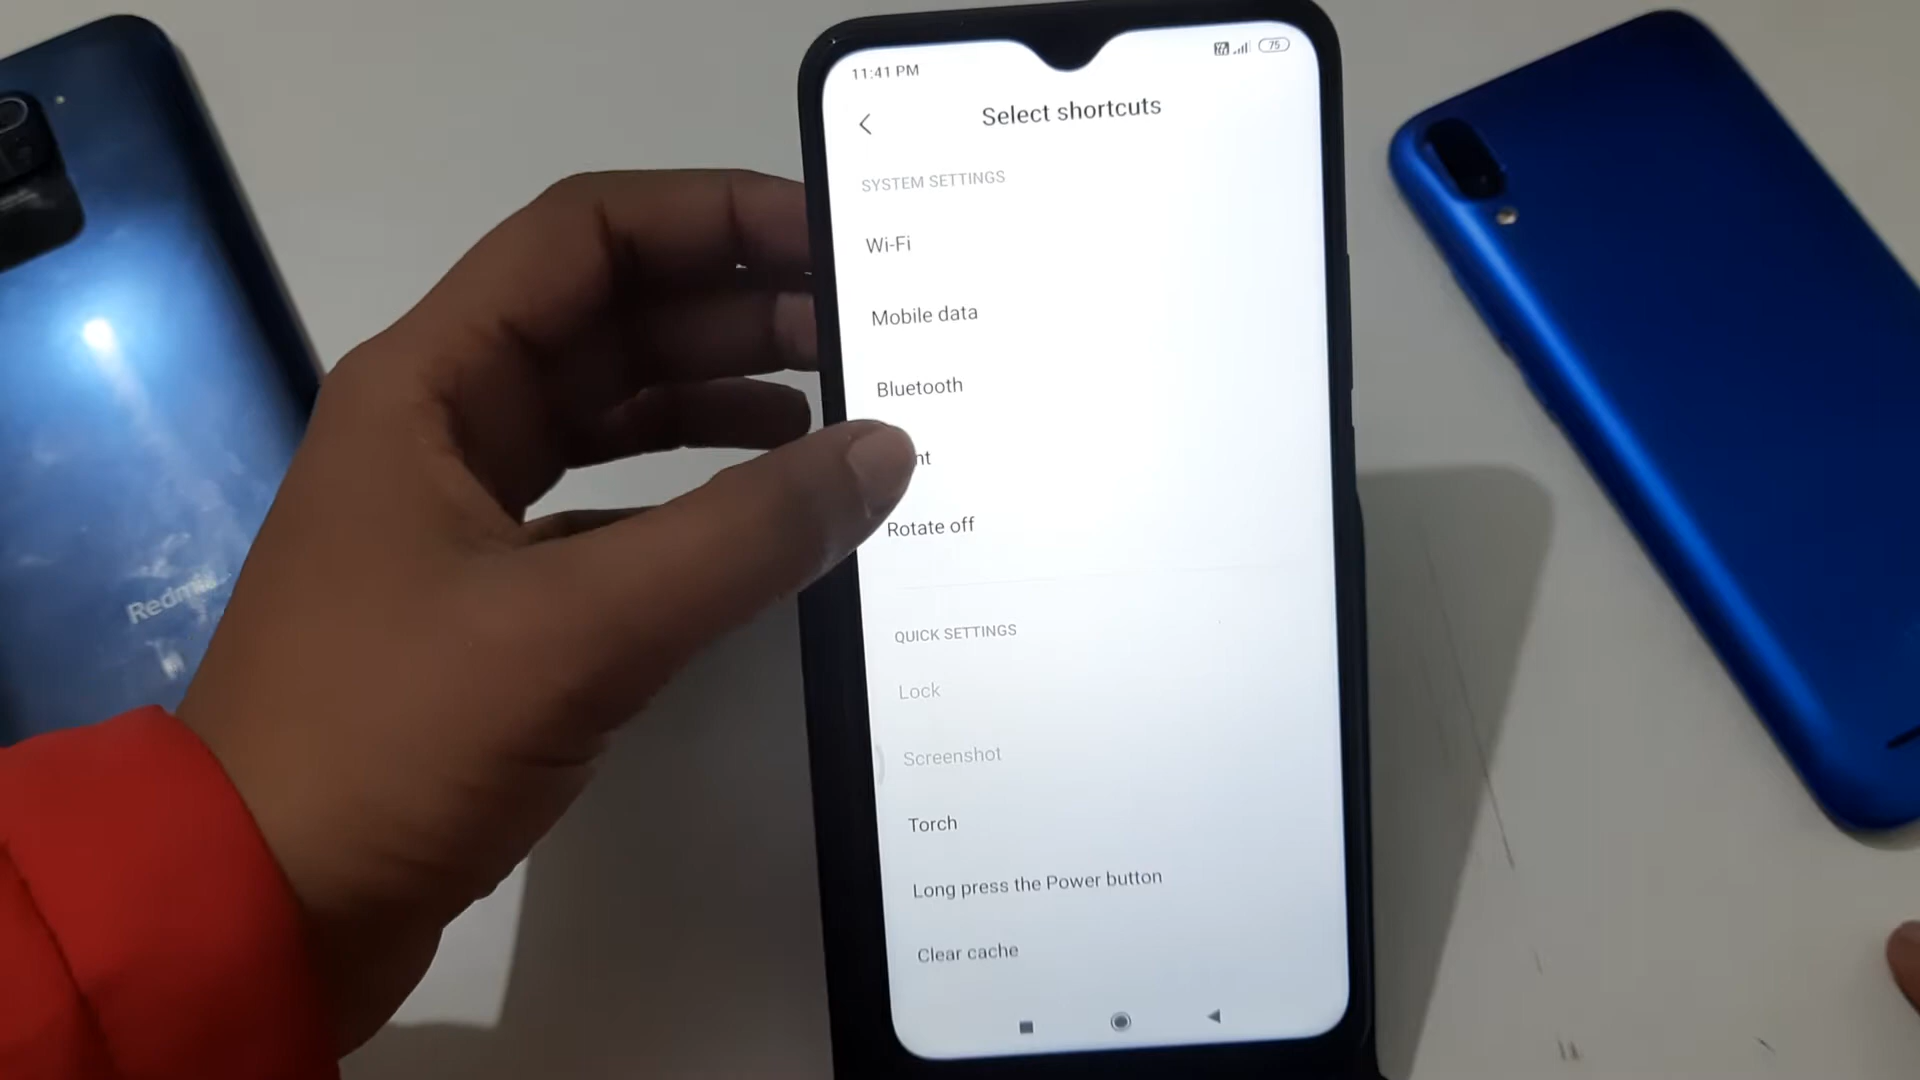 11:41 PM
75
Select shortcuts
SYSTEM SETTINGS
Wi-Fi
Mobile data
Bluetooth
Rotate off
QUICK SETTINGS
Lock
Screenshot
Torch
Long press the Power button
Clear cache
Redmi